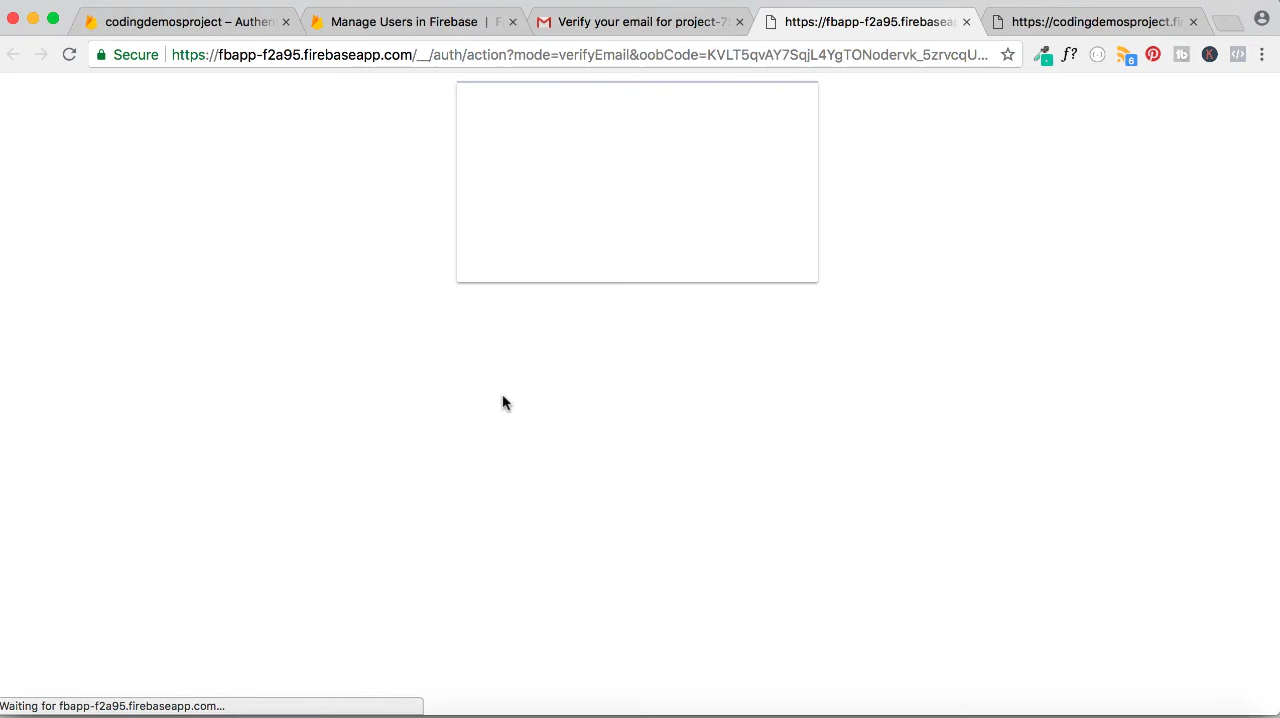 codingdemosproject – Authen
Manage Users in Firebase | F
Verify your email for project-7
https://fbapp-f2a95.firebasea
https://codingdemosproject.fi
Secure https://fbapp-f2a95.firebaseapp.com/__/auth/action?mode=verifyEmail&oobCode=KVLT5qvAY7SqjL4YgTONodervk_5zrvcqU...
f?
6
tb
K
Waiting for fbapp-f2a95.firebaseapp.com...